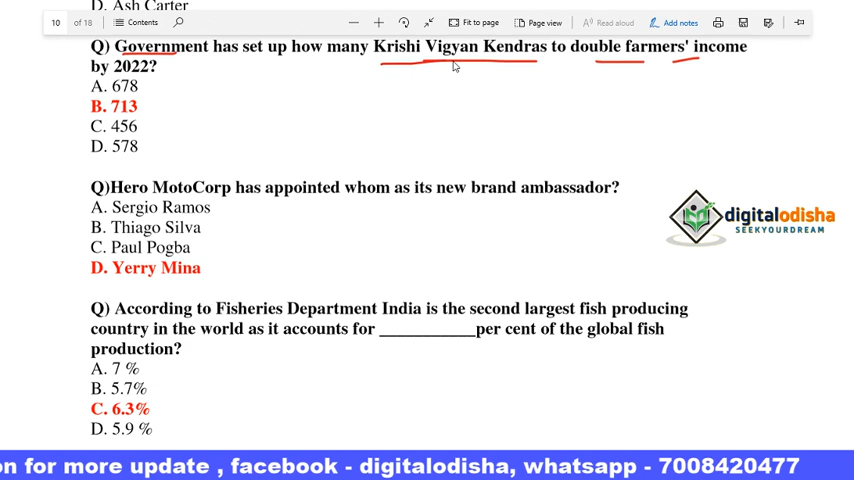 D. Ash Carter
10 of 18 Contents Fit to page Page view Read aloud Add notes
Q) Government has set up how many Krishi Vigyan Kendras to double farmers' income
by 2022?
A. 678
B. 713
C. 456
D. 578
Q)Hero MotoCorp has appointed whom as its new brand ambassador?
A. Sergio Ramos
B. Thiago Silva
C. Paul Pogba
D. Yerry Mina
digitalodisha
SEEKYOURDREAM
Q) According to Fisheries Department India is the second largest fish producing
country in the world as it accounts for ___________per cent of the global fish
production?
A. 7 %
B. 5.7%
C. 6.3%
D. 5.9 %
on for more update , facebook - digitalodisha, whatsapp - 7008420477